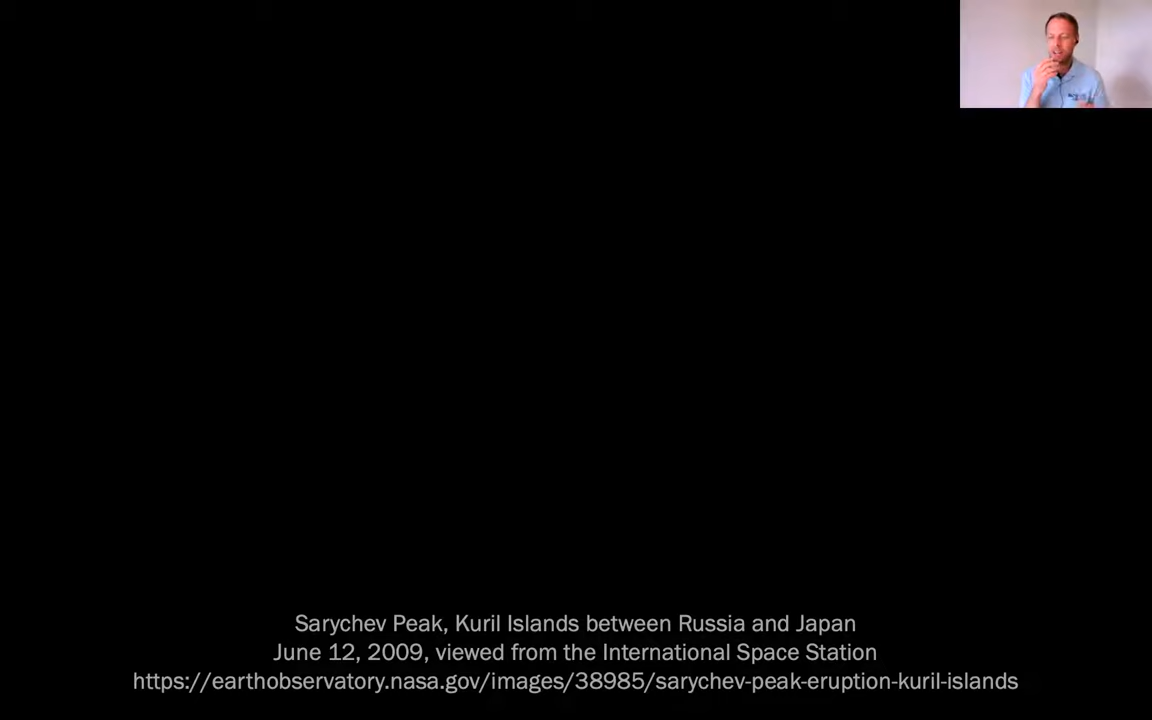 Sarychev Peak, Kuril Islands between Russia and Japan
June 12, 2009, viewed from the International Space Station
https://earthobservatory.nasa.gov/images/38985/sarychev-peak-eruption-kuril-islands